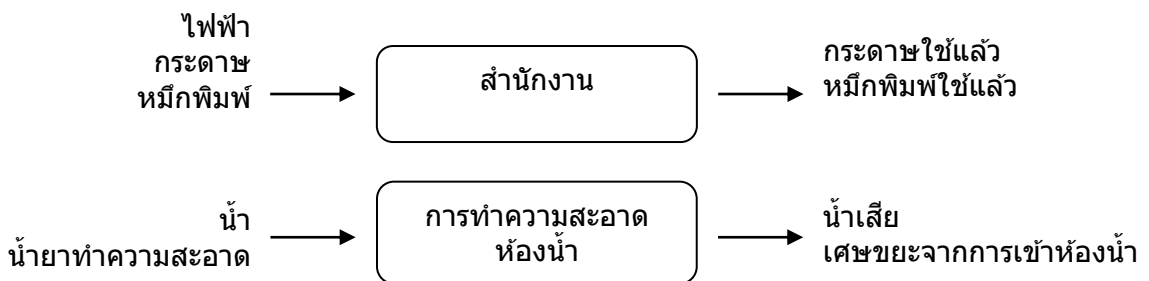 ไฟฟ้า
กระดาษ
หมึกพิมพ์
สำนักงาน
กระดาษใช้แล้ว
หมึกพิมพ์ใช้แล้ว
น้ำ
น้ำยาทำความสะอาด
การทำความสะอาด
ห้องน้ำ
น้ำเสีย
เศษขยะจากการเข้าห้องน้ำ